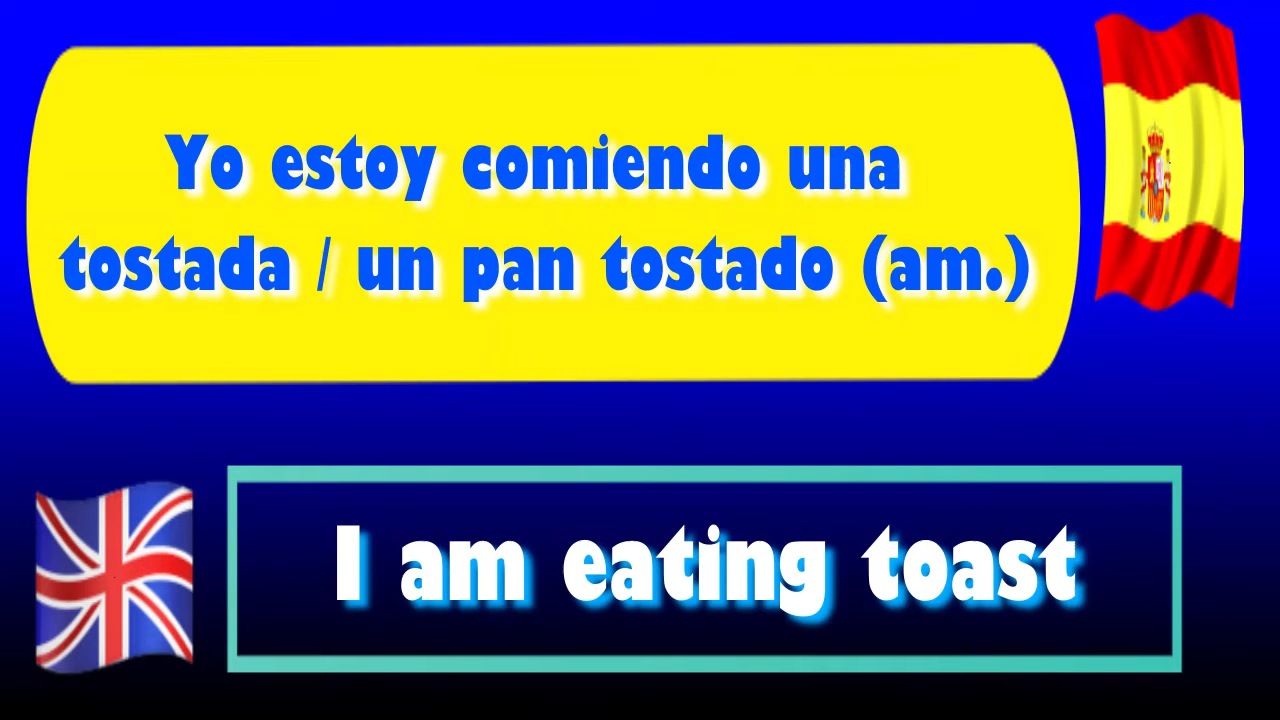 Yo estoy comiendo una
tostada / un pan tostado (am.)
I am eating toast